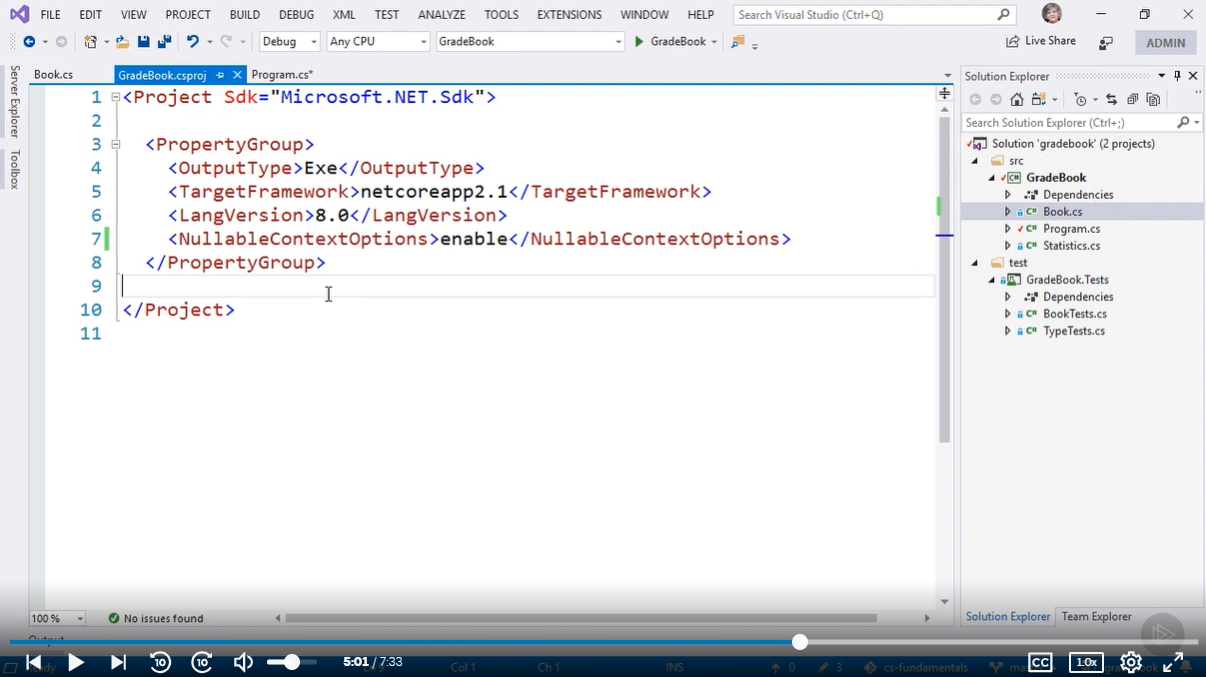 FILE EDIT VIEW PROJECT BUILD DEBUG XML TEST ANALYZE TOOLS EXTENSIONS WINDOW HELP Search Visual Studio (Ctrl+Q)
Debug Any CPU GradeBook GradeBook Live Share ADMIN
Server Explorer
Toolbox
Book.cs GradeBook.csproj Program.cs*
1 <Project Sdk="Microsoft.NET.Sdk">
2
3 <PropertyGroup>
4 <OutputType>Exe</OutputType>
5 <TargetFramework>netcoreapp2.1</TargetFramework>
6 <LangVersion>8.0</LangVersion>
7 <NullableContextOptions>enable</NullableContextOptions>
8 </PropertyGroup>
9
10 </Project>
11
Solution Explorer
Search Solution Explorer (Ctrl+;)
Solution 'gradebook' (2 projects)
src
C# GradeBook
Dependencies
C# Book.cs
C# Program.cs
C# Statistics.cs
test
GradeBook.Tests
Dependencies
C# BookTests.cs
C# TypeTests.cs
100 % No issues found
Solution Explorer Team Explorer
Output
10 10 5:01 / 7:33 CC 1.0x
Col 1 Ch 1 INS 0 3 cs-fundamentals